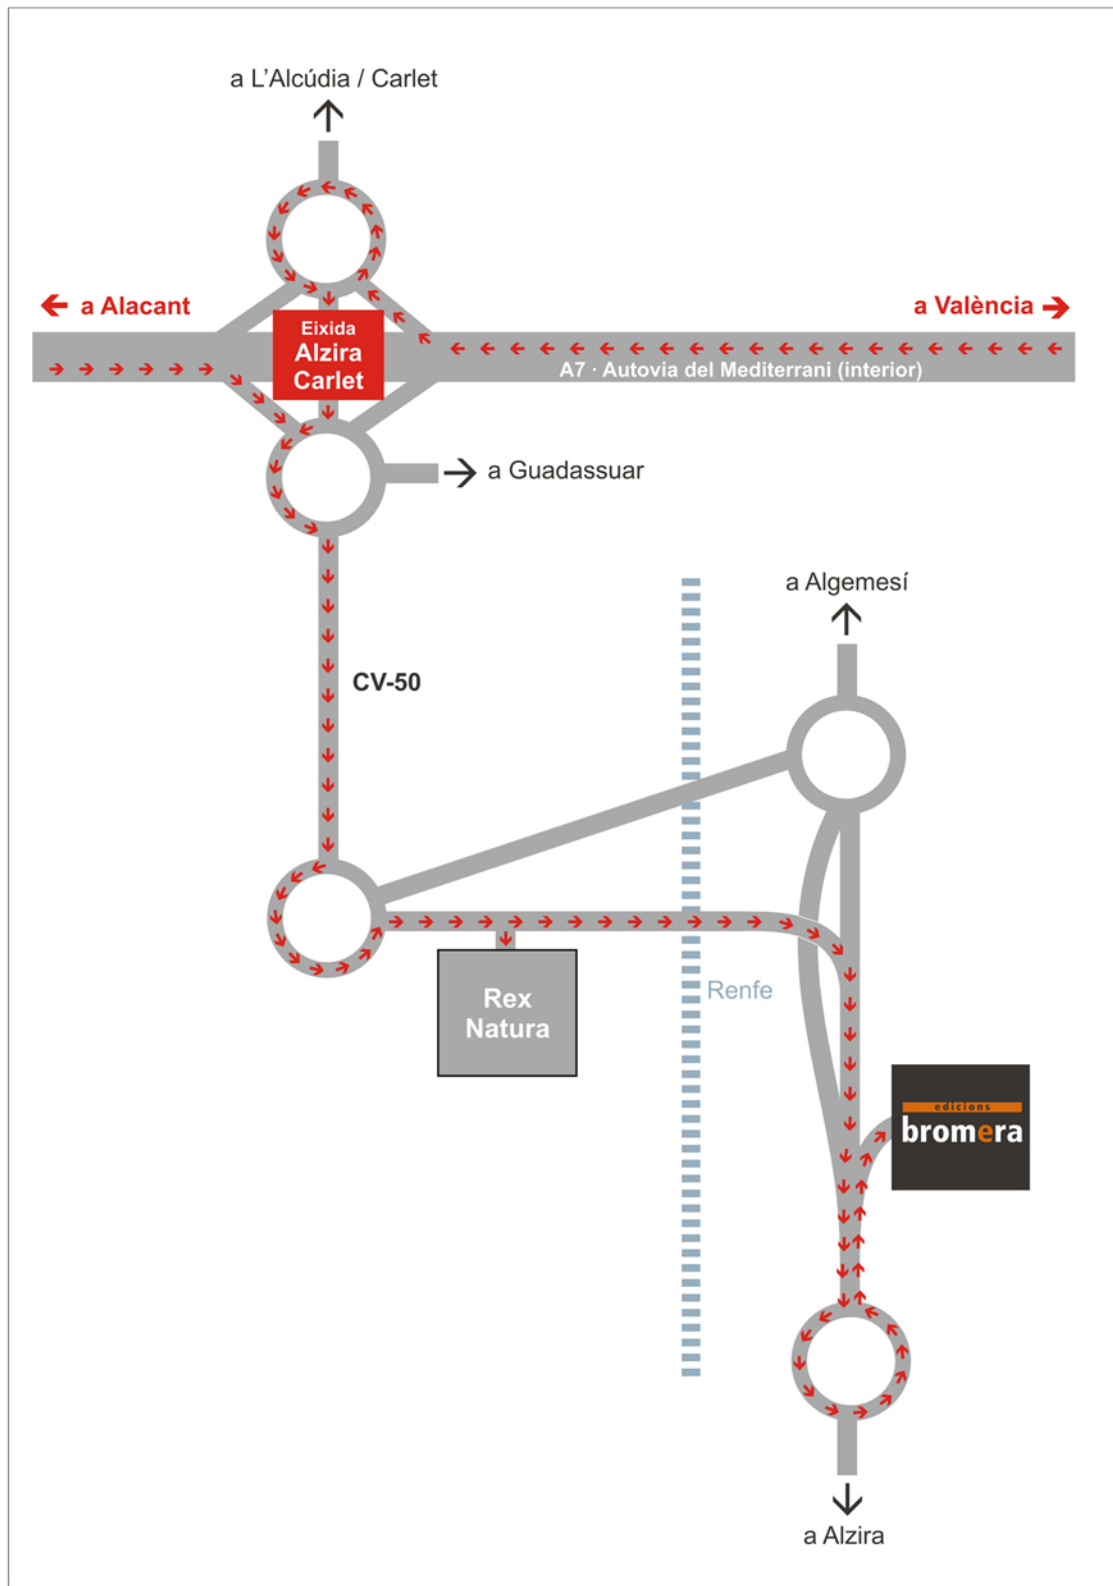 a L'Alcúdia / Carlet
a Alacant
a València
Eixida
Alzira
Carlet
A7 · Autovia del Mediterrani (interior)
a Guadassuar
a Algemesí
CV-50
Rex
Natura
Renfe
edicions
bromera
a Alzira